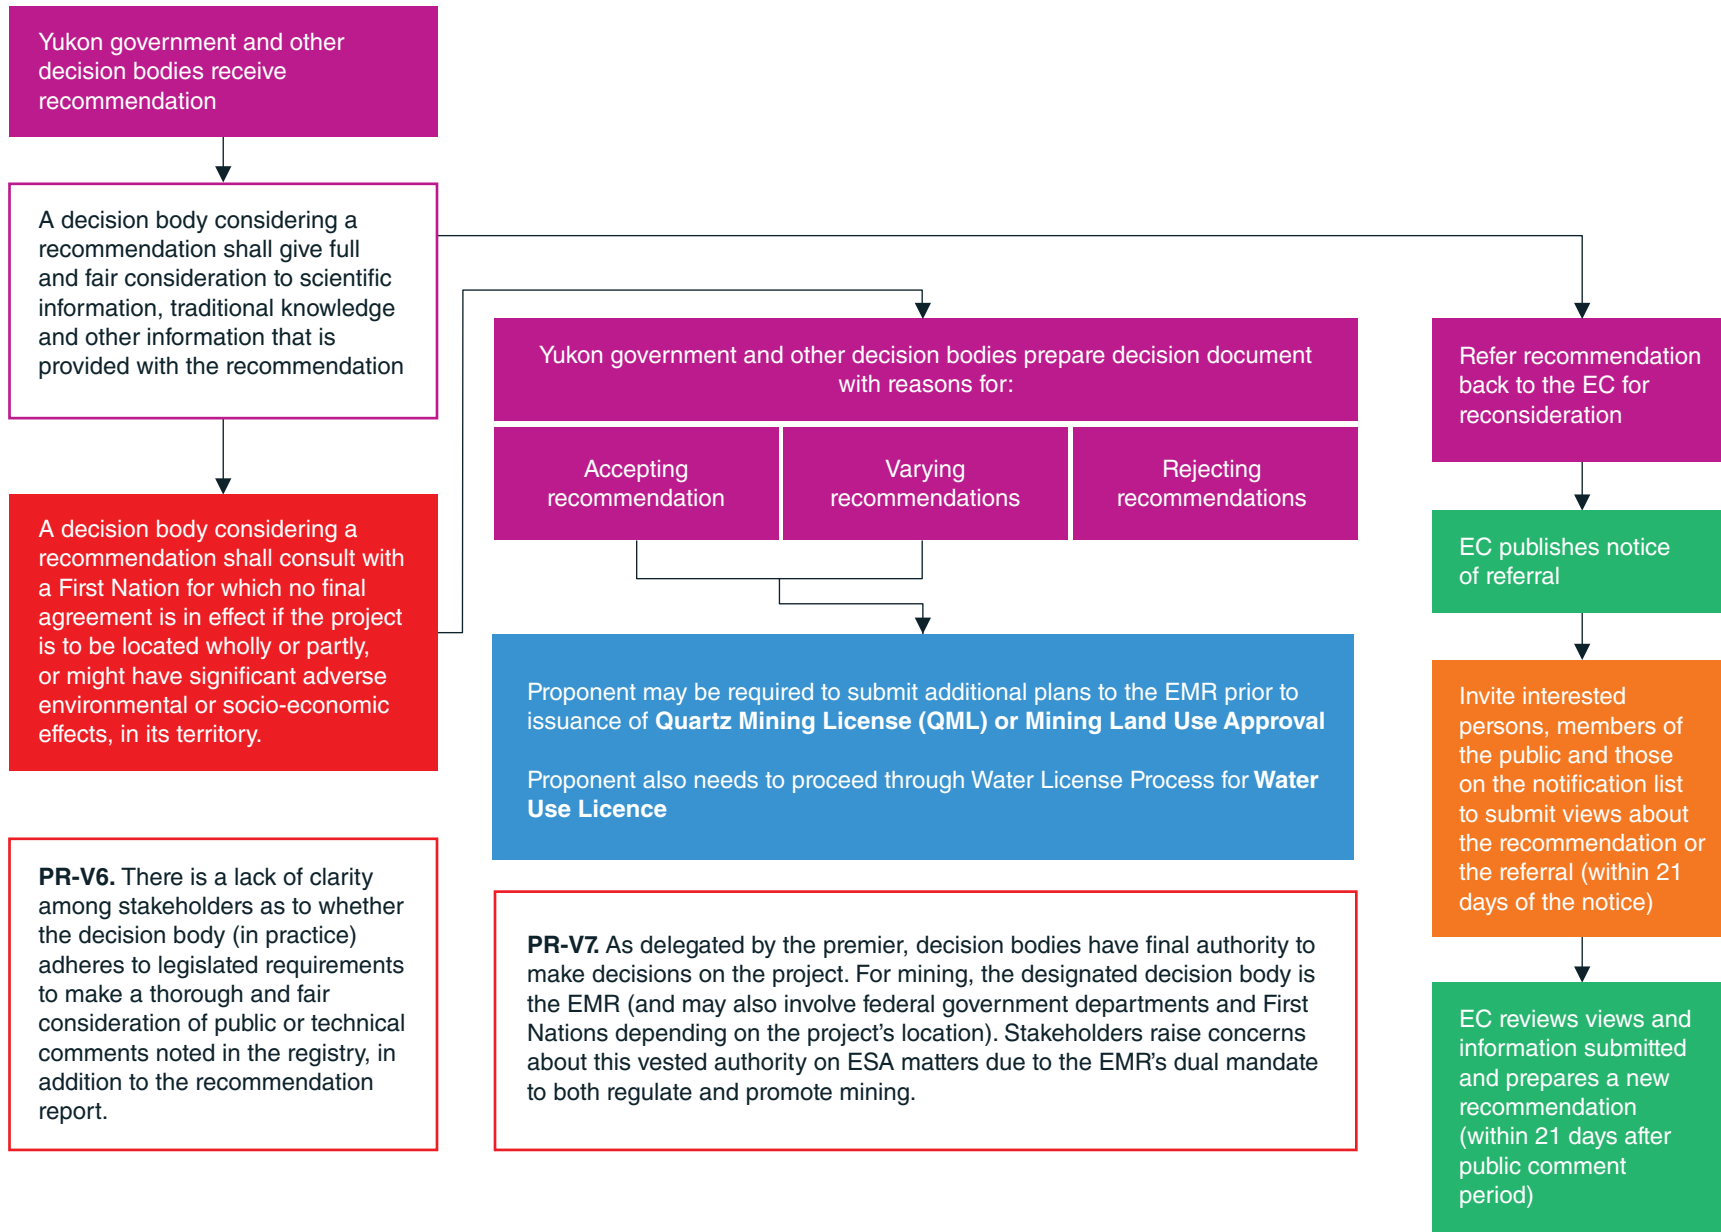 Yukon government and other
decision bodies receive
recommendation
A decision body considering a
recommendation shall give full
and fair consideration to scientific
information, traditional knowledge
and other information that is
provided with the recommendation
A decision body considering a
recommendation shall consult with
a First Nation for which no final
agreement is in effect if the project
is to be located wholly or partly,
or might have significant adverse
environmental or socio-economic
effects, in its territory.
PR-V6. There is a lack of clarity
among stakeholders as to whether
the decision body (in practice)
adheres to legislated requirements
to make a thorough and fair
consideration of public or technical
comments noted in the registry, in
addition to the recommendation
report.
Yukon government and other decision bodies prepare decision document
with reasons for:
Accepting
recommendation
Varying
recommendations
Rejecting
recommendations
Proponent may be required to submit additional plans to the EMR prior to
issuance of Quartz Mining License (QML) or Mining Land Use Approval
Proponent also needs to proceed through Water License Process for Water
Use Licence
PR-V7. As delegated by the premier, decision bodies have final authority to
make decisions on the project. For mining, the designated decision body is
the EMR (and may also involve federal government departments and First
Nations depending on the project's location). Stakeholders raise concerns
about this vested authority on ESA matters due to the EMR's dual mandate
to both regulate and promote mining.
Refer recommendation
back to the EC for
reconsideration
EC publishes notice
of referral
Invite interested
persons, members of
the public and those
on the notification list
to submit views about
the recommendation or
the referral (within 21
days of the notice)
EC reviews views and
information submitted
and prepares a new
recommendation
(within 21 days after
public comment
period)